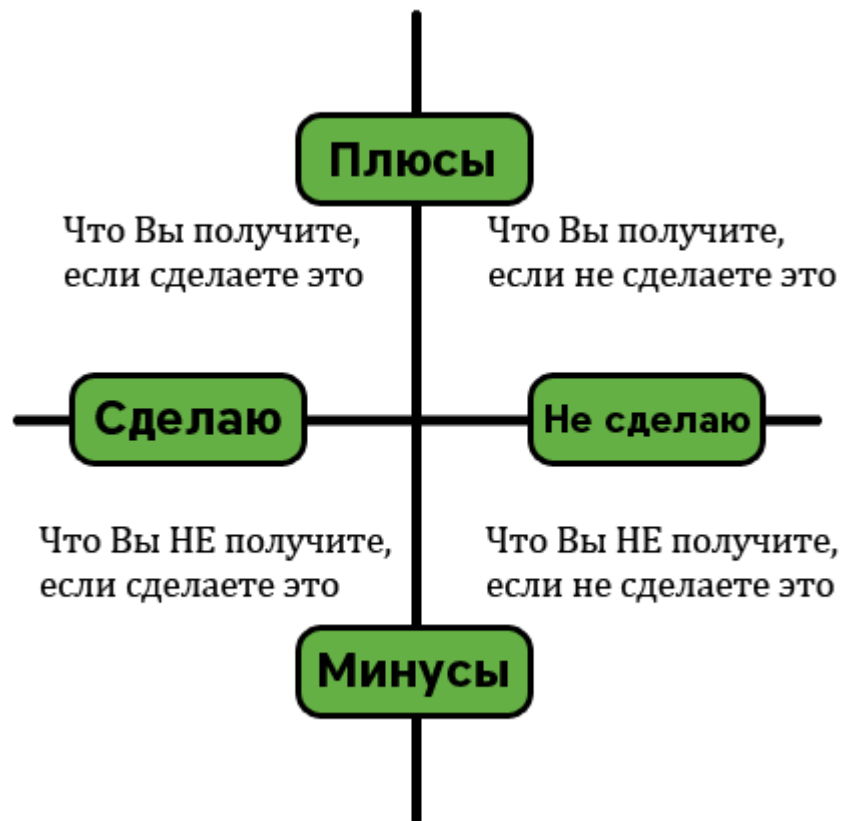 Плюсы
Что Вы получите,
если сделаете это
Что Вы получите,
если не сделаете это
Сделаю
Не сделаю
Что Вы НЕ получите,
если сделаете это
Что Вы НЕ получите,
если не сделаете это
Минусы